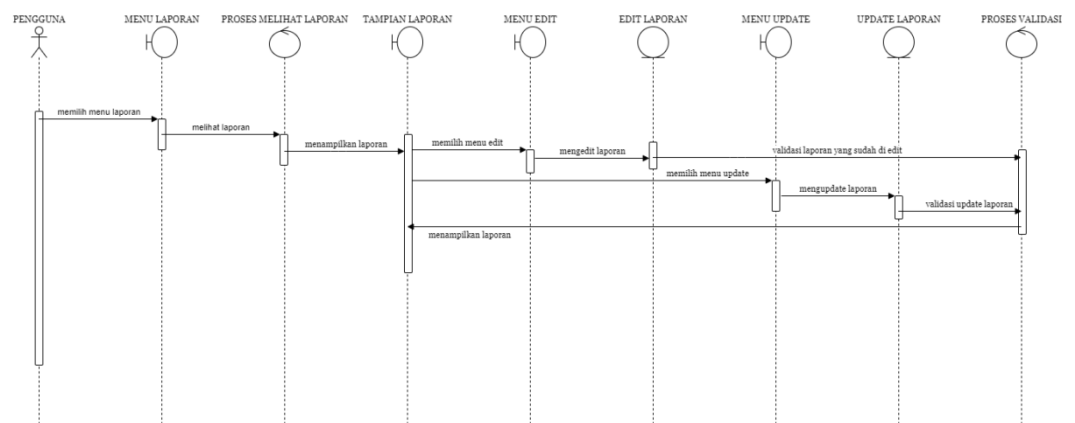 PENGGUNA
MENU LAPORAN
PROSES MELIHAT LAPORAN
TAMPIAN LAPORAN
MENU EDIT
EDIT LAPORAN
MENU UPDATE
UPDATE LAPORAN
PROSES VALIDASI
memilih menu laporan
melihat laporan
menampilkan laporan
memilih menu edit
mengedit laporan
validasi laporan yang sudah di edit
memilih menu update
mengupdate laporan
validasi update laporan
menampilkan laporan